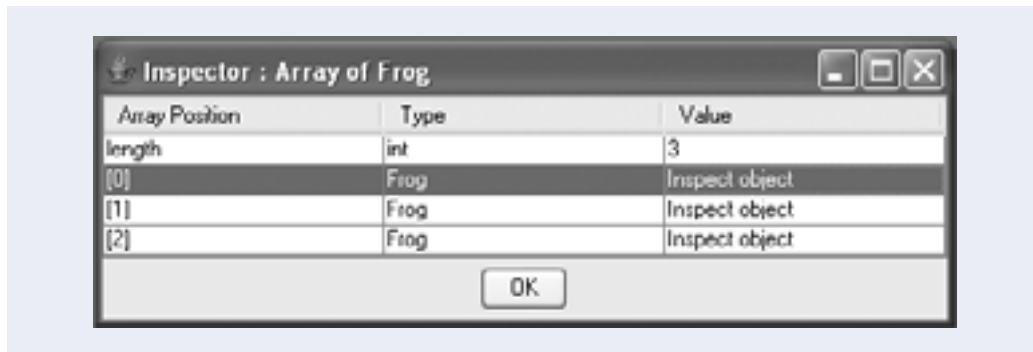 Inspector : Array of Frog
Array Position Type Value
length int 3
[0] Frog Inspect object
[1] Frog Inspect object
[2] Frog Inspect object
OK